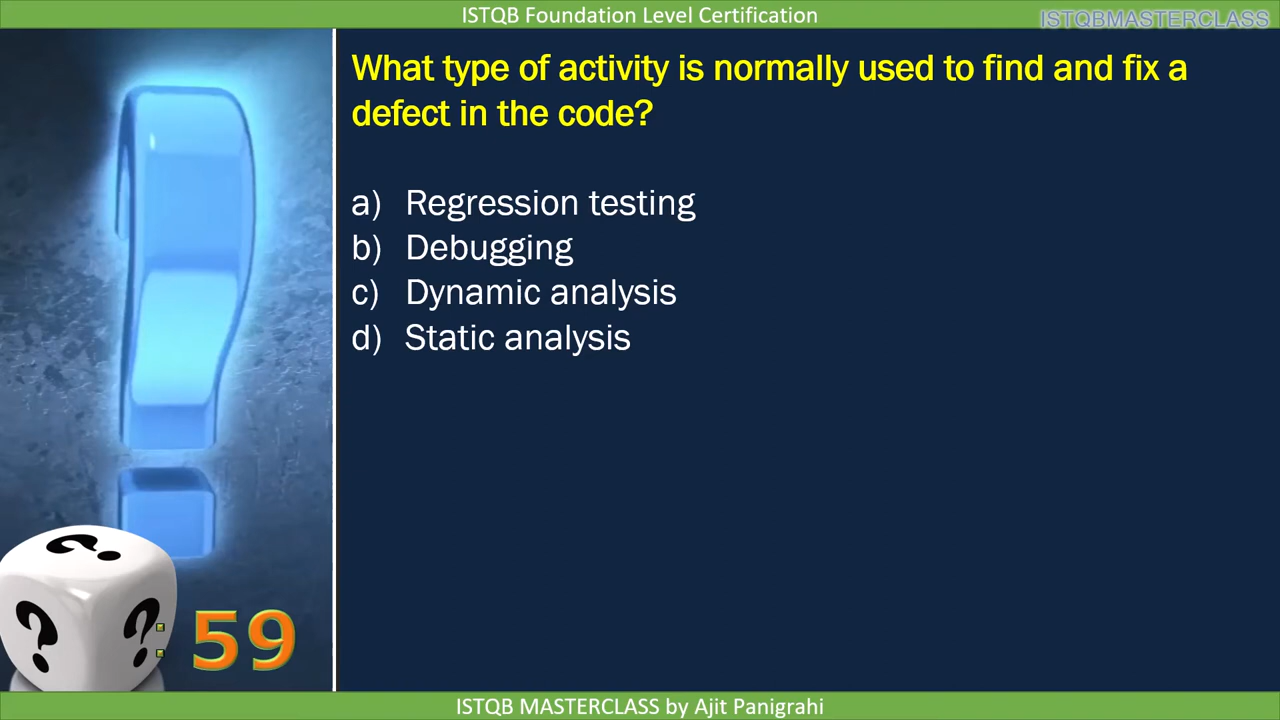 ISTQB Foundation Level Certification
ISTQBMASTERCLASS
What type of activity is normally used to find and fix a
defect in the code?
a) Regression testing
b) Debugging
c) Dynamic analysis
d) Static analysis
? ? ?
:59
ISTQB MASTERCLASS by Ajit Panigrahi